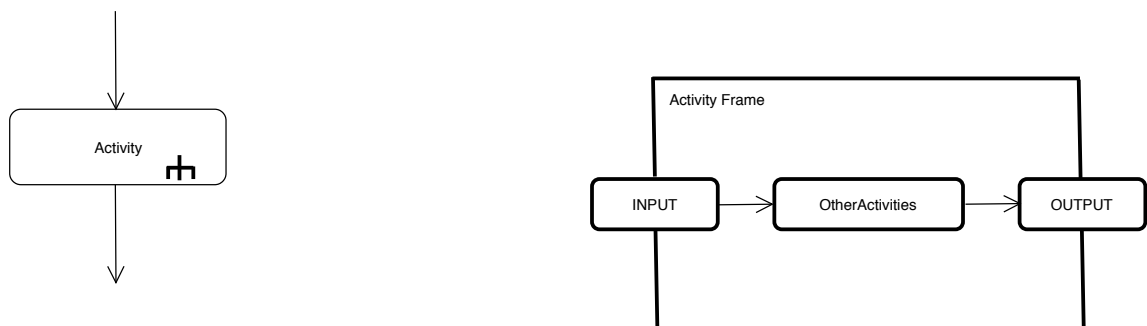 Activity
Activity Frame
INPUT
OtherActivities
OUTPUT